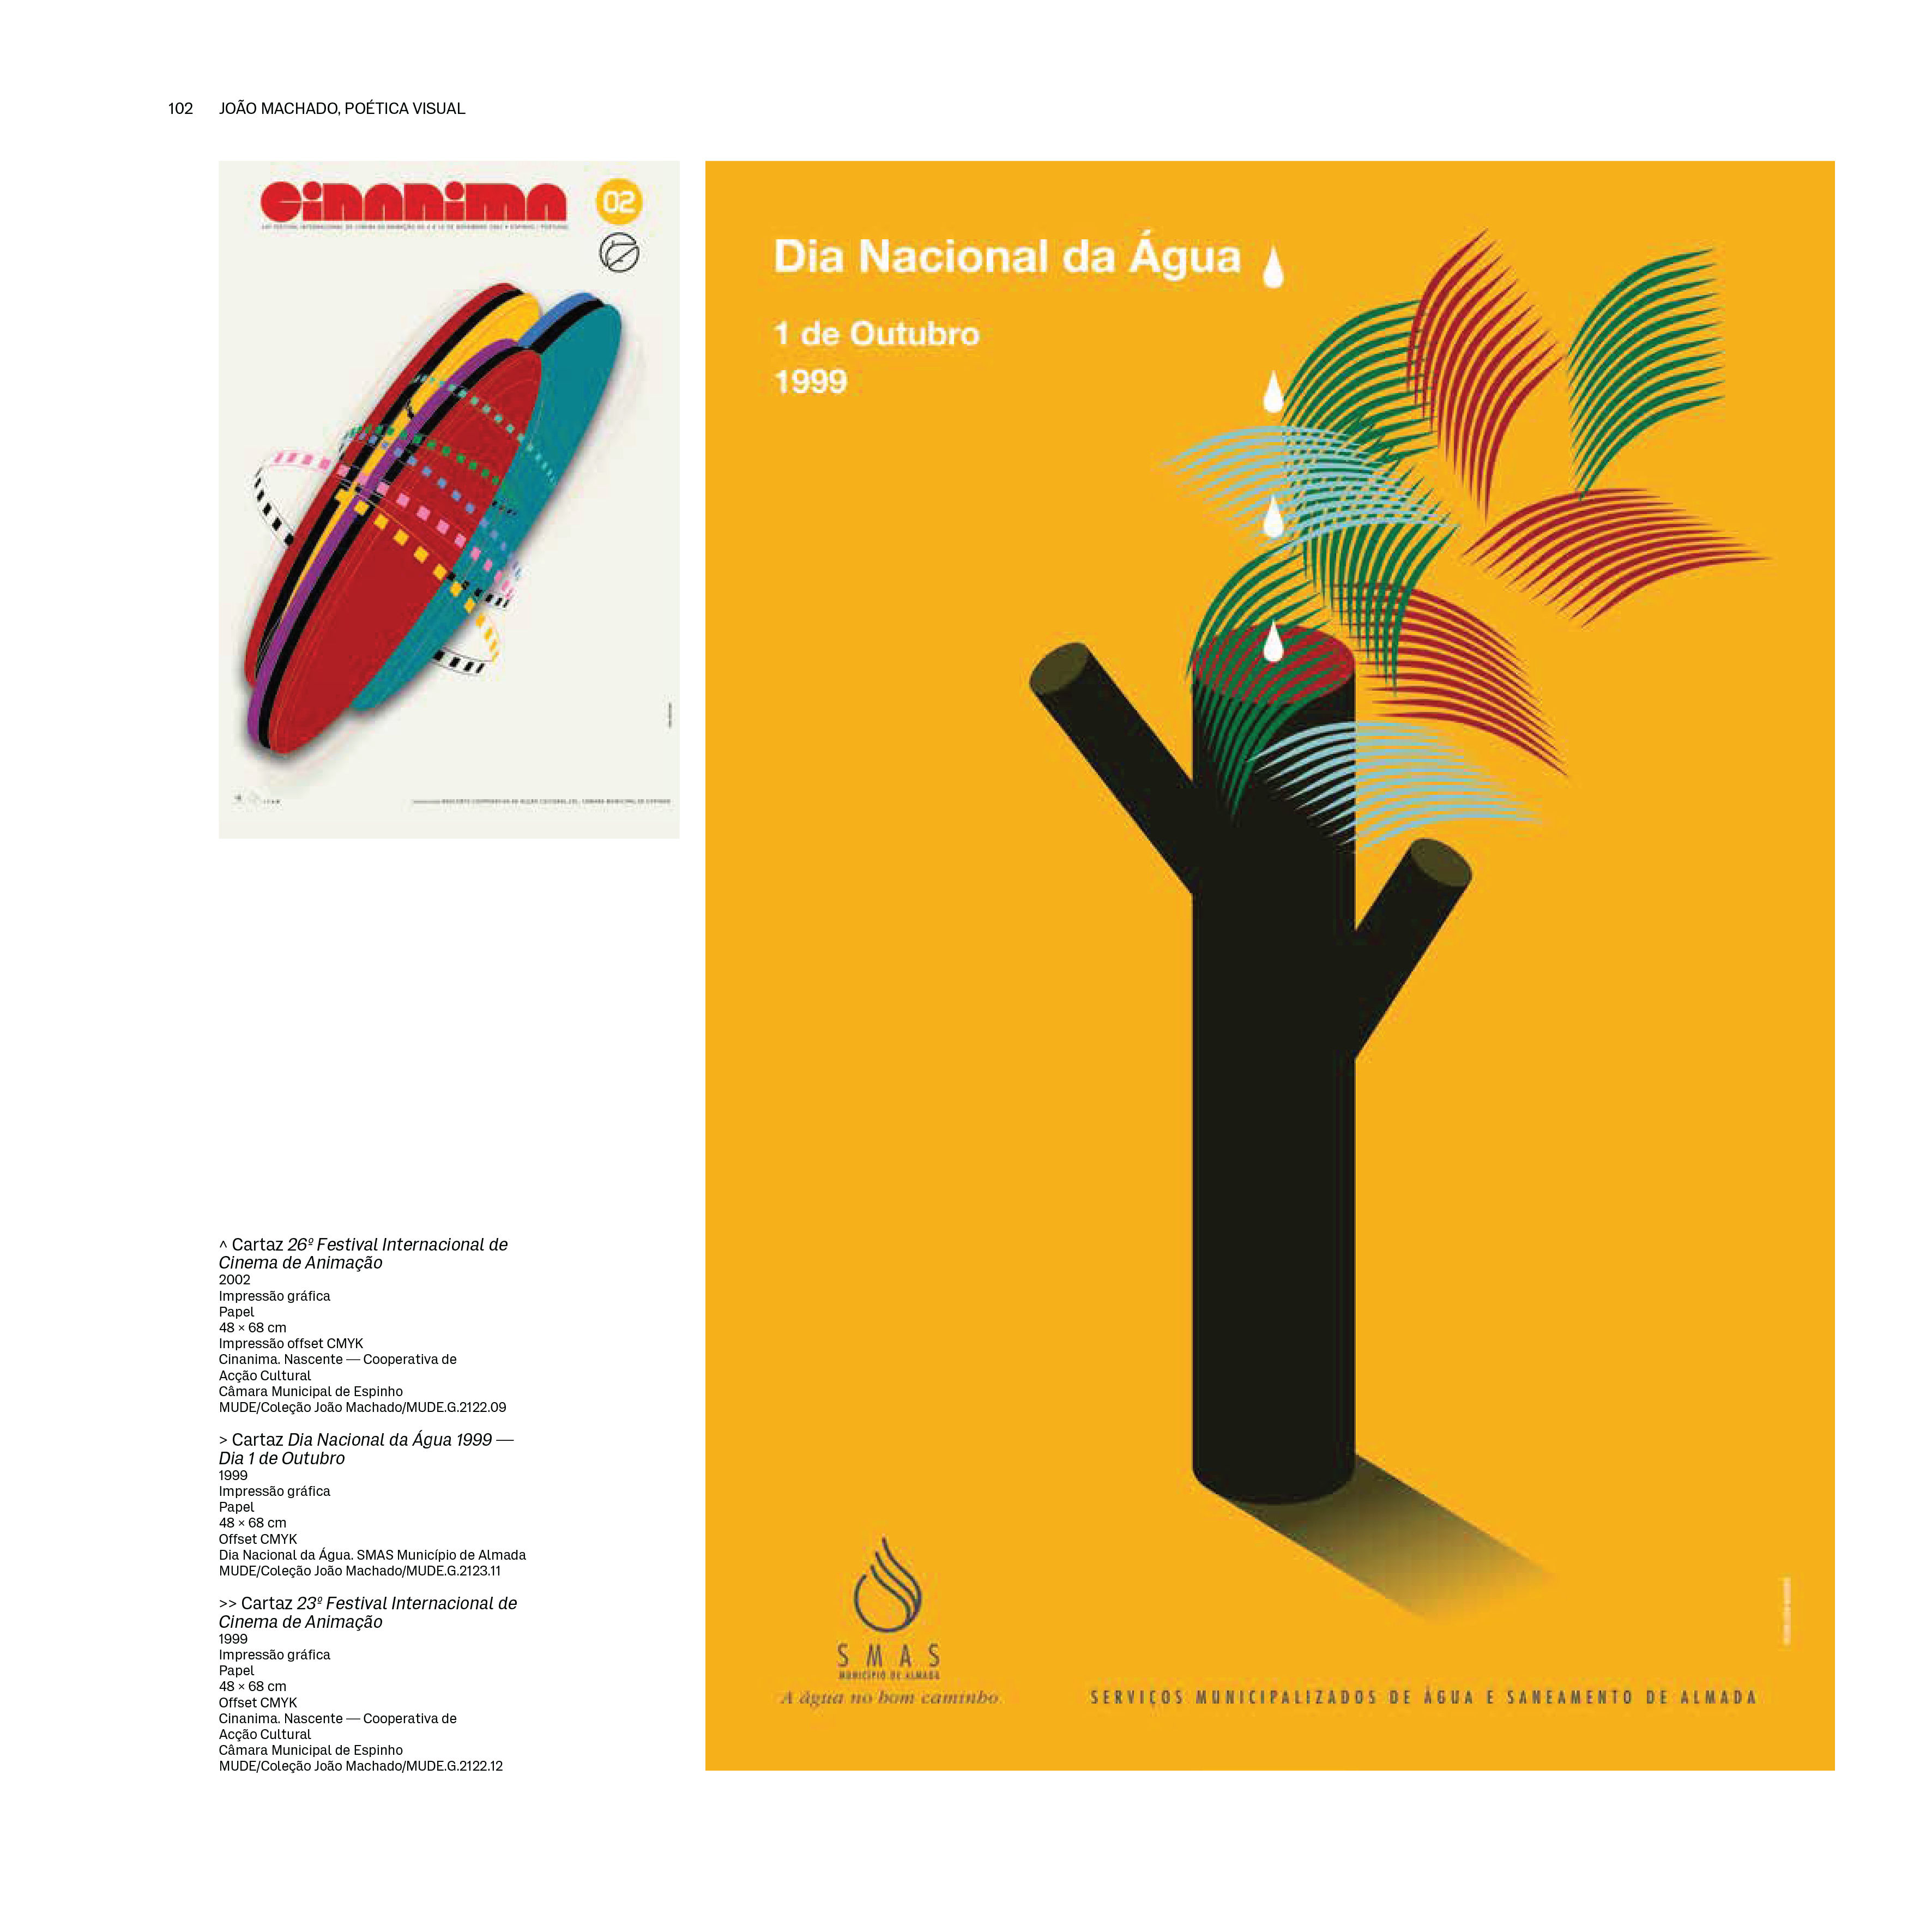 102 JOÃO MACHADO, POÉTICA VISUAL
cinanima
02
Dia Nacional da Água
1 de Outubro
1999
^ Cartaz 26º Festival Internacional de
Cinema de Animação
2002
Impressão gráfica
Papel
48 × 68 cm
Impressão offset CMYK
Cinanima. Nascente — Cooperativa de
Acção Cultural
Câmara Municipal de Espinho
MUDE/Coleção João Machado/MUDE.G.2122.09
> Cartaz Dia Nacional da Água 1999 —
Dia 1 de Outubro
1999
Impressão gráfica
Papel
48 × 68 cm
Offset CMYK
Dia Nacional da Água. SMAS Município de Almada
MUDE/Coleção João Machado/MUDE.G.2123.11
>> Cartaz 23º Festival Internacional de
Cinema de Animação
1999
Impressão gráfica
Papel
48 × 68 cm
Offset CMYK
Cinanima. Nascente — Cooperativa de
Acção Cultural
Câmara Municipal de Espinho
MUDE/Coleção João Machado/MUDE.G.2122.12
SMAS
MUNICÍPIO DE ALMADA
A água no bom caminho
SERVIÇOS MUNICIPALIZADOS DE ÁGUA E SANEAMENTO DE ALMADA